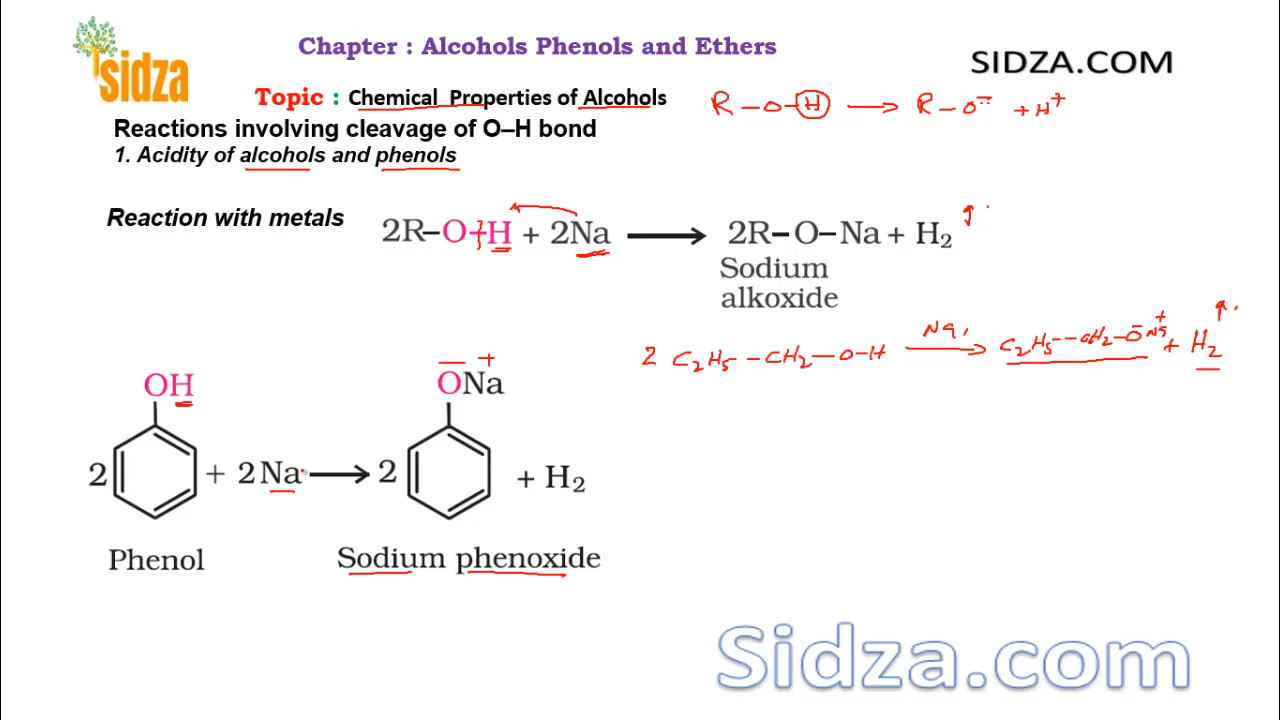 sidza
Chapter : Alcohols Phenols and Ethers
SIDZA.COM
Topic : Chemical Properties of Alcohols
R – O – H ⟶ R – O⁻ + H⁺
Reactions involving cleavage of O–H bond
1. Acidity of alcohols and phenols
Reaction with metals
2R–O–H + 2Na ⟶ 2R–O–Na + H₂ ↑
Sodium
alkoxide
2 C₂H₅ – CH₂ – O – H ⟶ Na C₂H₅ -- CH₂ – O⁻ Na⁺ + H₂ ↑
OH
– +
ONa
2 + 2Na ⟶ 2 + H₂
Phenol
Sodium phenoxide
Sidza.com